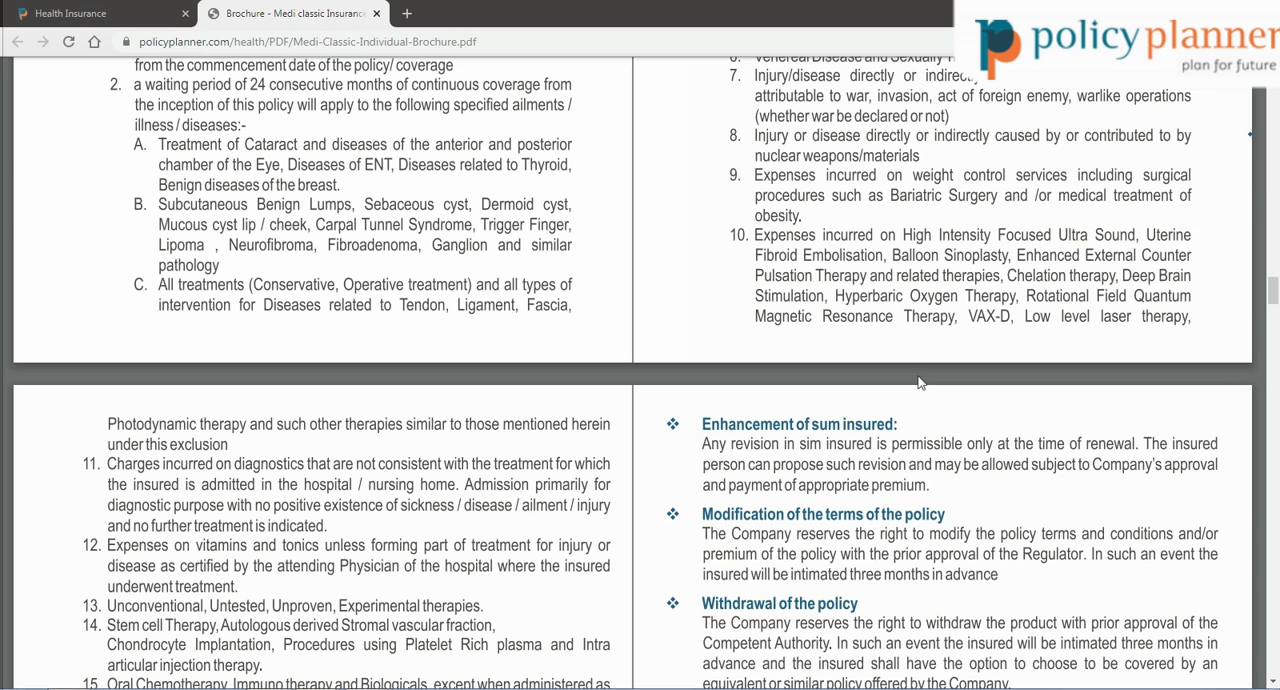 Health Insurance
Brochure - Medi classic Insurance
policyplanner.com/health/PDF/Medi-Classic-Individual-Brochure.pdf
policyplanner
plan for future
from the commencement date of the policy/ coverage
2. a waiting period of 24 consecutive months of continuous coverage from
the inception of this policy will apply to the following specified ailments /
illness / diseases:-
A. Treatment of Cataract and diseases of the anterior and posterior
chamber of the Eye, Diseases of ENT, Diseases related to Thyroid,
Benign diseases of the breast.
B. Subcutaneous Benign Lumps, Sebaceous cyst, Dermoid cyst,
Mucous cyst lip / cheek, Carpal Tunnel Syndrome, Trigger Finger,
Lipoma , Neurofibroma, Fibroadenoma, Ganglion and similar
pathology
C. All treatments (Conservative, Operative treatment) and all types of
intervention for Diseases related to Tendon, Ligament, Fascia,
6. Venereal Disease and Sexually
7. Injury/disease directly or
attributable to war, invasion, act of foreign enemy, warlike operations
(whether war be declared or not)
8. Injury or disease directly or indirectly caused by or contributed to by
nuclear weapons/materials
9. Expenses incurred on weight control services including surgical
procedures such as Bariatric Surgery and /or medical treatment of
obesity.
10. Expenses incurred on High Intensity Focused Ultra Sound, Uterine
Fibroid Embolisation, Balloon Sinoplasty, Enhanced External Counter
Pulsation Therapy and related therapies, Chelation therapy, Deep Brain
Stimulation, Hyperbaric Oxygen Therapy, Rotational Field Quantum
Magnetic Resonance Therapy, VAX-D, Low level laser therapy,
Photodynamic therapy and such other therapies similar to those mentioned herein
under this exclusion
11. Charges incurred on diagnostics that are not consistent with the treatment for which
the insured is admitted in the hospital / nursing home. Admission primarily for
diagnostic purpose with no positive existence of sickness / disease / ailment / injury
and no further treatment is indicated.
12. Expenses on vitamins and tonics unless forming part of treatment for injury or
disease as certified by the attending Physician of the hospital where the insured
underwent treatment.
13. Unconventional, Untested, Unproven, Experimental therapies.
14. Stem cell Therapy, Autologous derived Stromal vascular fraction,
Chondrocyte Implantation, Procedures using Platelet Rich plasma and Intra
articular injection therapy.
15. Oral Chemotherapy, Immuno therapy and Biologicals, except when administered as
❖ Enhancement of sum insured:
Any revision in sim insured is permissible only at the time of renewal. The insured
person can propose such revision and may be allowed subject to Company's approval
and payment of appropriate premium.
❖ Modification of the terms of the policy
The Company reserves the right to modify the policy terms and conditions and/or
premium of the policy with the prior approval of the Regulator. In such an event the
insured will be intimated three months in advance
❖ Withdrawal of the policy
The Company reserves the right to withdraw the product with prior approval of the
Competent Authority. In such an event the insured will be intimated three months in
advance and the insured shall have the option to choose to be covered by an
equivalent or similar policy offered by the Company.